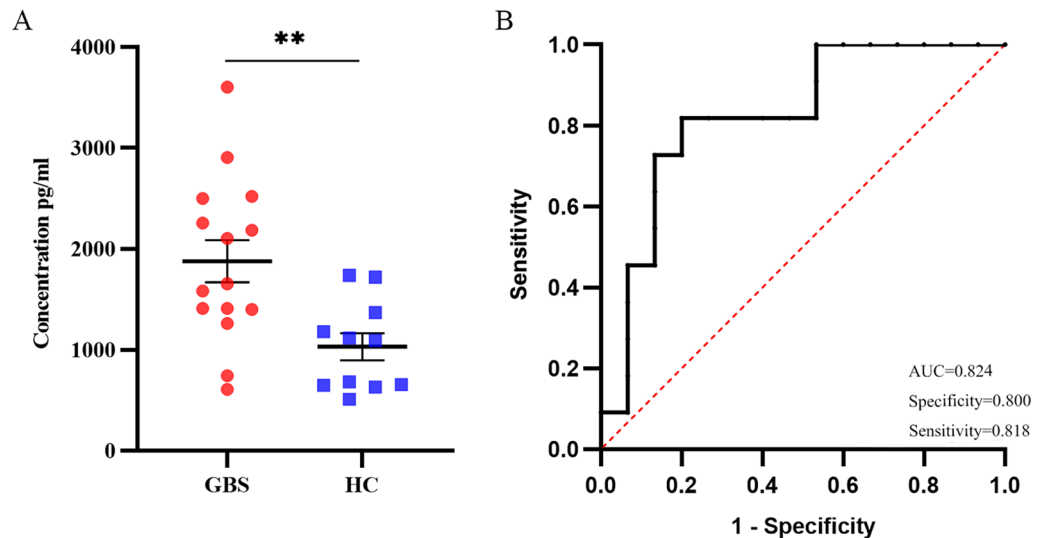 A
B
**
4000
3000
2000
1000
0
Concentration pg/ml
GBS
HC
1.0
0.8
0.6
0.4
0.2
0.0
Sensitivity
AUC=0.824
Specificity=0.800
Sensitivity=0.818
0.0
0.2
0.4
0.6
0.8
1.0
1 - Specificity